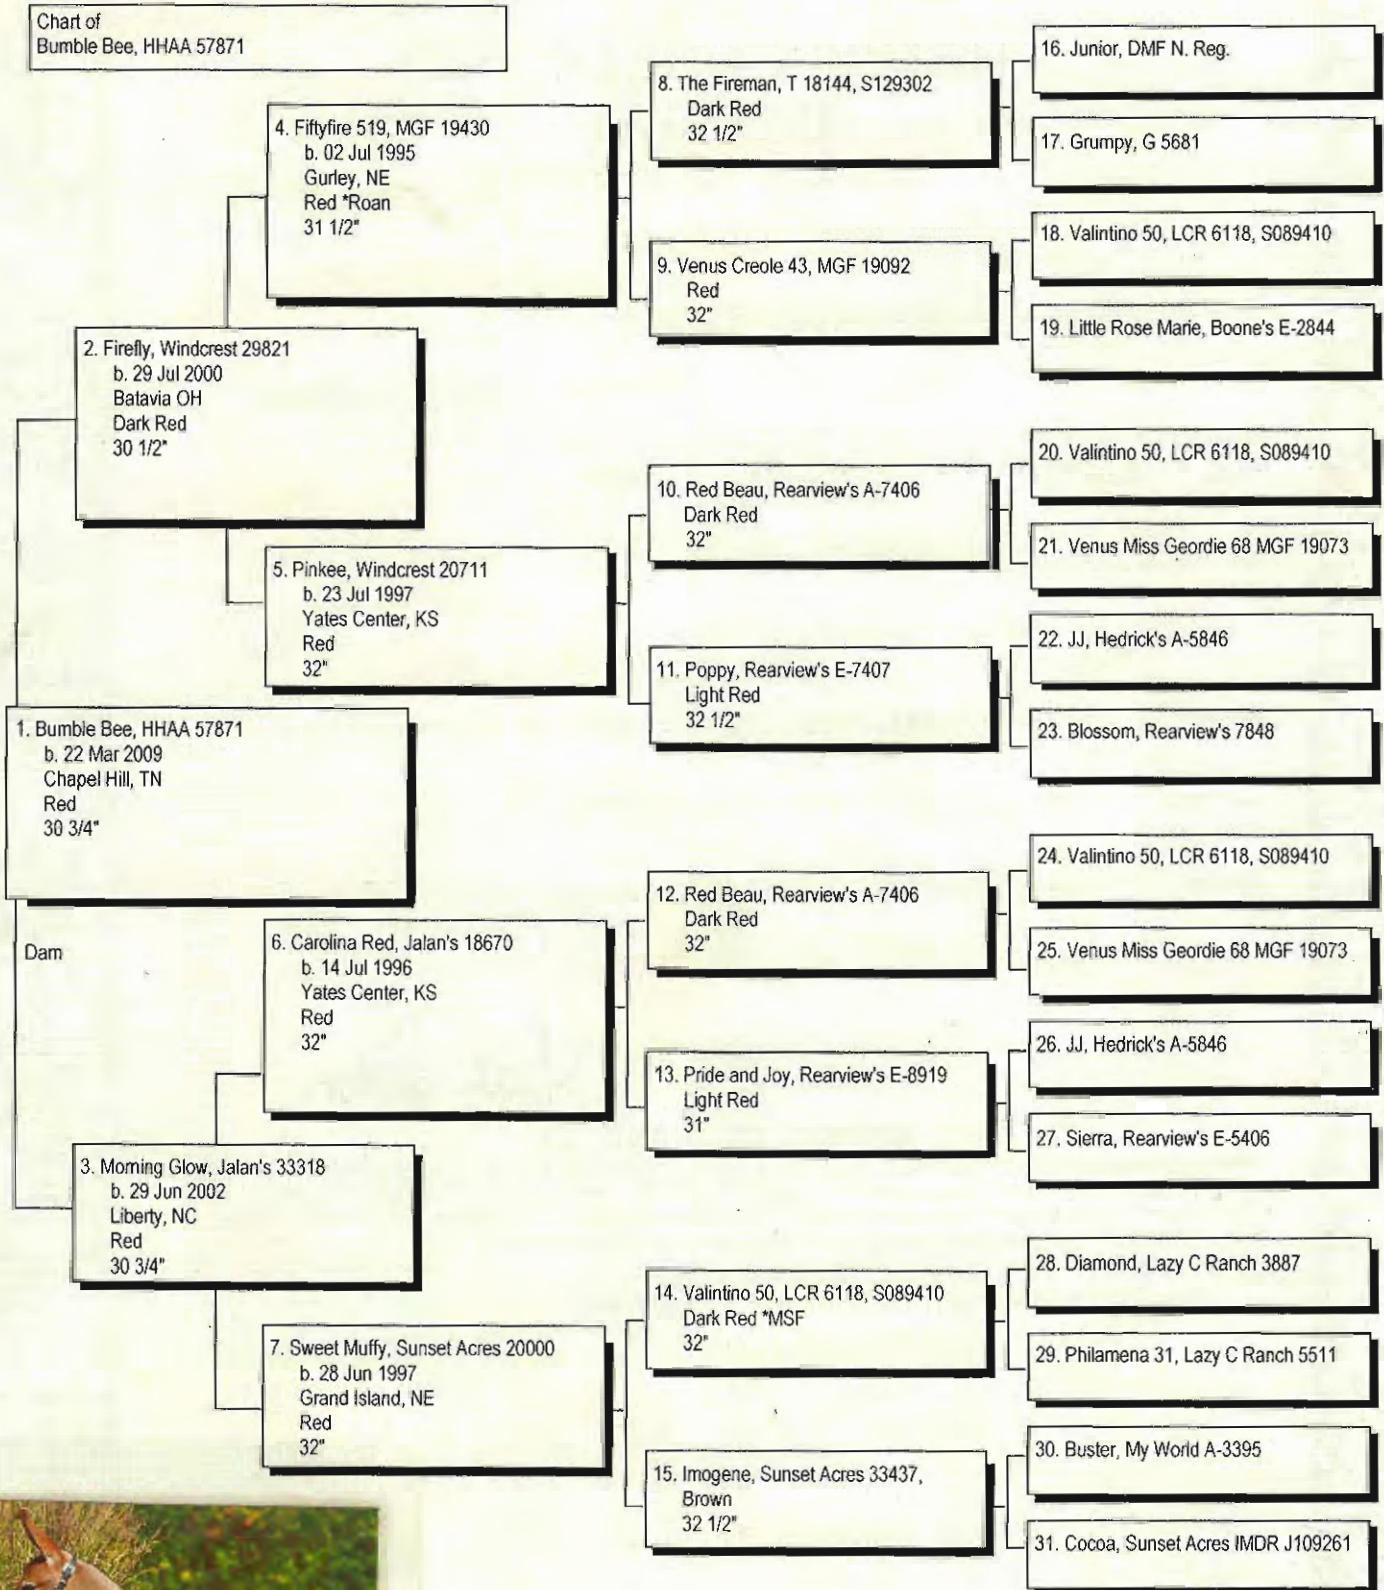 Chart of
Bumble Bee, HHAA 57871
16. Junior, DMF N. Reg.
8. The Fireman, T 18144, S129302
Dark Red
32 1/2"
17. Grumpy, G 5681
4. Fiftyfire 519, MGF 19430
b. 02 Jul 1995
Gurley, NE
Red *Roan
31 1/2"
18. Valintino 50, LCR 6118, S089410
9. Venus Creole 43, MGF 19092
Red
32"
19. Little Rose Marie, Boone's E-2844
2. Firefly, Windcrest 29821
b. 29 Jul 2000
Batavia OH
Dark Red
30 1/2"
20. Valintino 50, LCR 6118, S089410
10. Red Beau, Rearview's A-7406
Dark Red
32"
21. Venus Miss Geordie 68 MGF 19073
5. Pinkee, Windcrest 20711
b. 23 Jul 1997
Yates Center, KS
Red
32"
22. JJ, Hedrick's A-5846
11. Poppy, Rearview's E-7407
Light Red
32 1/2"
23. Blossom, Rearview's 7848
1. Bumble Bee, HHAA 57871
b. 22 Mar 2009
Chapel Hill, TN
Red
30 3/4"
24. Valintino 50, LCR 6118, S089410
12. Red Beau, Rearview's A-7406
Dark Red
32"
25. Venus Miss Geordie 68 MGF 19073
6. Carolina Red, Jalan's 18670
b. 14 Jul 1996
Yates Center, KS
Red
32"
Dam
26. JJ, Hedrick's A-5846
13. Pride and Joy, Rearview's E-8919
Light Red
31"
27. Sierra, Rearview's E-5406
3. Morning Glow, Jalan's 33318
b. 29 Jun 2002
Liberty, NC
Red
30 3/4"
28. Diamond, Lazy C Ranch 3887
14. Valintino 50, LCR 6118, S089410
Dark Red *MSF
32"
29. Philamena 31, Lazy C Ranch 5511
7. Sweet Muffy, Sunset Acres 20000
b. 28 Jun 1997
Grand Island, NE
Red
32"
30. Buster, My World A-3395
15. Imogene, Sunset Acres 33437,
Brown
32 1/2"
31. Cocoa, Sunset Acres IMDR J109261